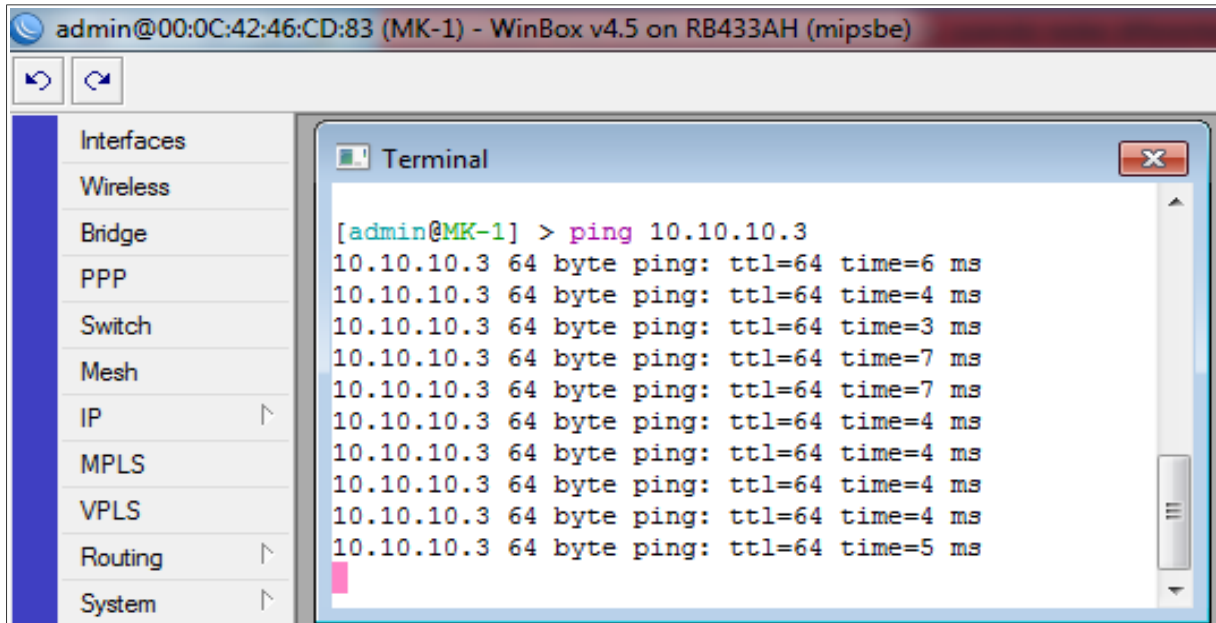 admin@00:0C:42:46:CD:83 (MK-1) - WinBox v4.5 on RB433AH (mipsbe)
Interfaces
Wireless
Bridge
PPP
Switch
Mesh
IP
MPLS
VPLS
Routing
System
Terminal
[admin@MK-1] > ping 10.10.10.3
10.10.10.3 64 byte ping: ttl=64 time=6 ms
10.10.10.3 64 byte ping: ttl=64 time=4 ms
10.10.10.3 64 byte ping: ttl=64 time=3 ms
10.10.10.3 64 byte ping: ttl=64 time=7 ms
10.10.10.3 64 byte ping: ttl=64 time=7 ms
10.10.10.3 64 byte ping: ttl=64 time=4 ms
10.10.10.3 64 byte ping: ttl=64 time=4 ms
10.10.10.3 64 byte ping: ttl=64 time=4 ms
10.10.10.3 64 byte ping: ttl=64 time=4 ms
10.10.10.3 64 byte ping: ttl=64 time=5 ms